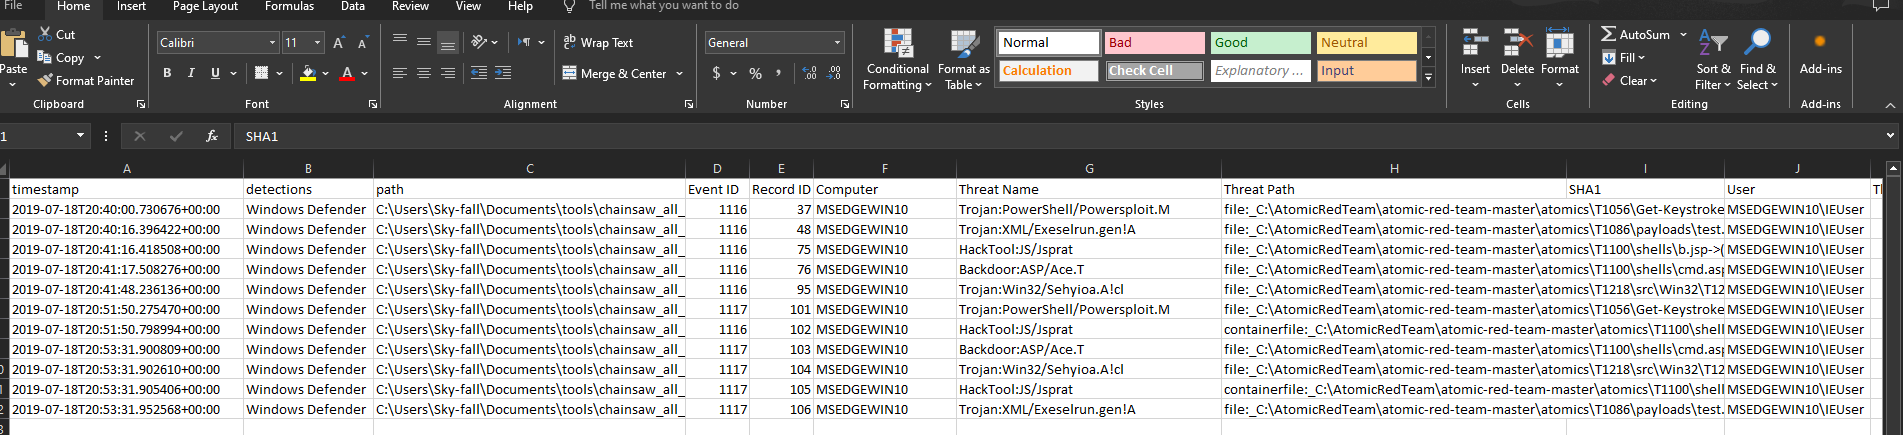 File Home Insert Page Layout Formulas Data Review View Help Tell me what you want to do
Cut
Copy
Format Painter
Paste
Clipboard
Calibri 11
B I U A
Font
Wrap Text
Merge & Center
Alignment
General
$ % ,
Number
Conditional Formatting
Format as Table
Normal Bad Good Neutral
Calculation Check Cell Explanatory ... Input
Styles
Insert Delete Format
Cells
AutoSum
Fill
Clear
Sort & Filter
Find & Select
Editing
Add-ins
Add-ins
1 fx SHA1
A B C D E F G H I J
timestamp detections path Event ID Record ID Computer Threat Name Threat Path SHA1 User
2019-07-18T20:40:00.730676+00:00 Windows Defender C:\Users\Sky-fall\Documents\tools\chainsaw_all_ 1116 37 MSEDGEWIN10 Trojan:PowerShell/Powersploit.M file:_C:\AtomicRedTeam\atomic-red-team-master\atomics\T1056\Get-Keystroke MSEDGEWIN10\IEUser
2019-07-18T20:40:16.396422+00:00 Windows Defender C:\Users\Sky-fall\Documents\tools\chainsaw_all_ 1116 48 MSEDGEWIN10 Trojan:XML/Exeselrun.gen!A file:_C:\AtomicRedTeam\atomic-red-team-master\atomics\T1086\payloads\test. MSEDGEWIN10\IEUser
2019-07-18T20:41:16.418508+00:00 Windows Defender C:\Users\Sky-fall\Documents\tools\chainsaw_all_ 1116 75 MSEDGEWIN10 HackTool:JS/Jsprat file:_C:\AtomicRedTeam\atomic-red-team-master\atomics\T1100\shells\b.jsp->( MSEDGEWIN10\IEUser
2019-07-18T20:41:17.508276+00:00 Windows Defender C:\Users\Sky-fall\Documents\tools\chainsaw_all_ 1116 76 MSEDGEWIN10 Backdoor:ASP/Ace.T file:_C:\AtomicRedTeam\atomic-red-team-master\atomics\T1100\shells\cmd.asp MSEDGEWIN10\IEUser
2019-07-18T20:41:48.236136+00:00 Windows Defender C:\Users\Sky-fall\Documents\tools\chainsaw_all_ 1116 95 MSEDGEWIN10 Trojan:Win32/Sehyioa.A!cl file:_C:\AtomicRedTeam\atomic-red-team-master\atomics\T1218\src\Win32\T12 MSEDGEWIN10\IEUser
2019-07-18T20:51:50.275470+00:00 Windows Defender C:\Users\Sky-fall\Documents\tools\chainsaw_all_ 1117 101 MSEDGEWIN10 Trojan:PowerShell/Powersploit.M file:_C:\AtomicRedTeam\atomic-red-team-master\atomics\T1056\Get-Keystroke MSEDGEWIN10\IEUser
2019-07-18T20:51:50.798994+00:00 Windows Defender C:\Users\Sky-fall\Documents\tools\chainsaw_all_ 1116 102 MSEDGEWIN10 HackTool:JS/Jsprat containerfile:_C:\AtomicRedTeam\atomic-red-team-master\atomics\T1100\shell MSEDGEWIN10\IEUser
2019-07-18T20:53:31.900809+00:00 Windows Defender C:\Users\Sky-fall\Documents\tools\chainsaw_all_ 1117 103 MSEDGEWIN10 Backdoor:ASP/Ace.T file:_C:\AtomicRedTeam\atomic-red-team-master\atomics\T1100\shells\cmd.asp MSEDGEWIN10\IEUser
2019-07-18T20:53:31.902610+00:00 Windows Defender C:\Users\Sky-fall\Documents\tools\chainsaw_all_ 1117 104 MSEDGEWIN10 Trojan:Win32/Sehyioa.A!cl file:_C:\AtomicRedTeam\atomic-red-team-master\atomics\T1218\src\Win32\T12 MSEDGEWIN10\IEUser
2019-07-18T20:53:31.905406+00:00 Windows Defender C:\Users\Sky-fall\Documents\tools\chainsaw_all_ 1117 105 MSEDGEWIN10 HackTool:JS/Jsprat containerfile:_C:\AtomicRedTeam\atomic-red-team-master\atomics\T1100\shell MSEDGEWIN10\IEUser
2019-07-18T20:53:31.952568+00:00 Windows Defender C:\Users\Sky-fall\Documents\tools\chainsaw_all_ 1117 106 MSEDGEWIN10 Trojan:XML/Exeselrun.gen!A file:_C:\AtomicRedTeam\atomic-red-team-master\atomics\T1086\payloads\test. MSEDGEWIN10\IEUser